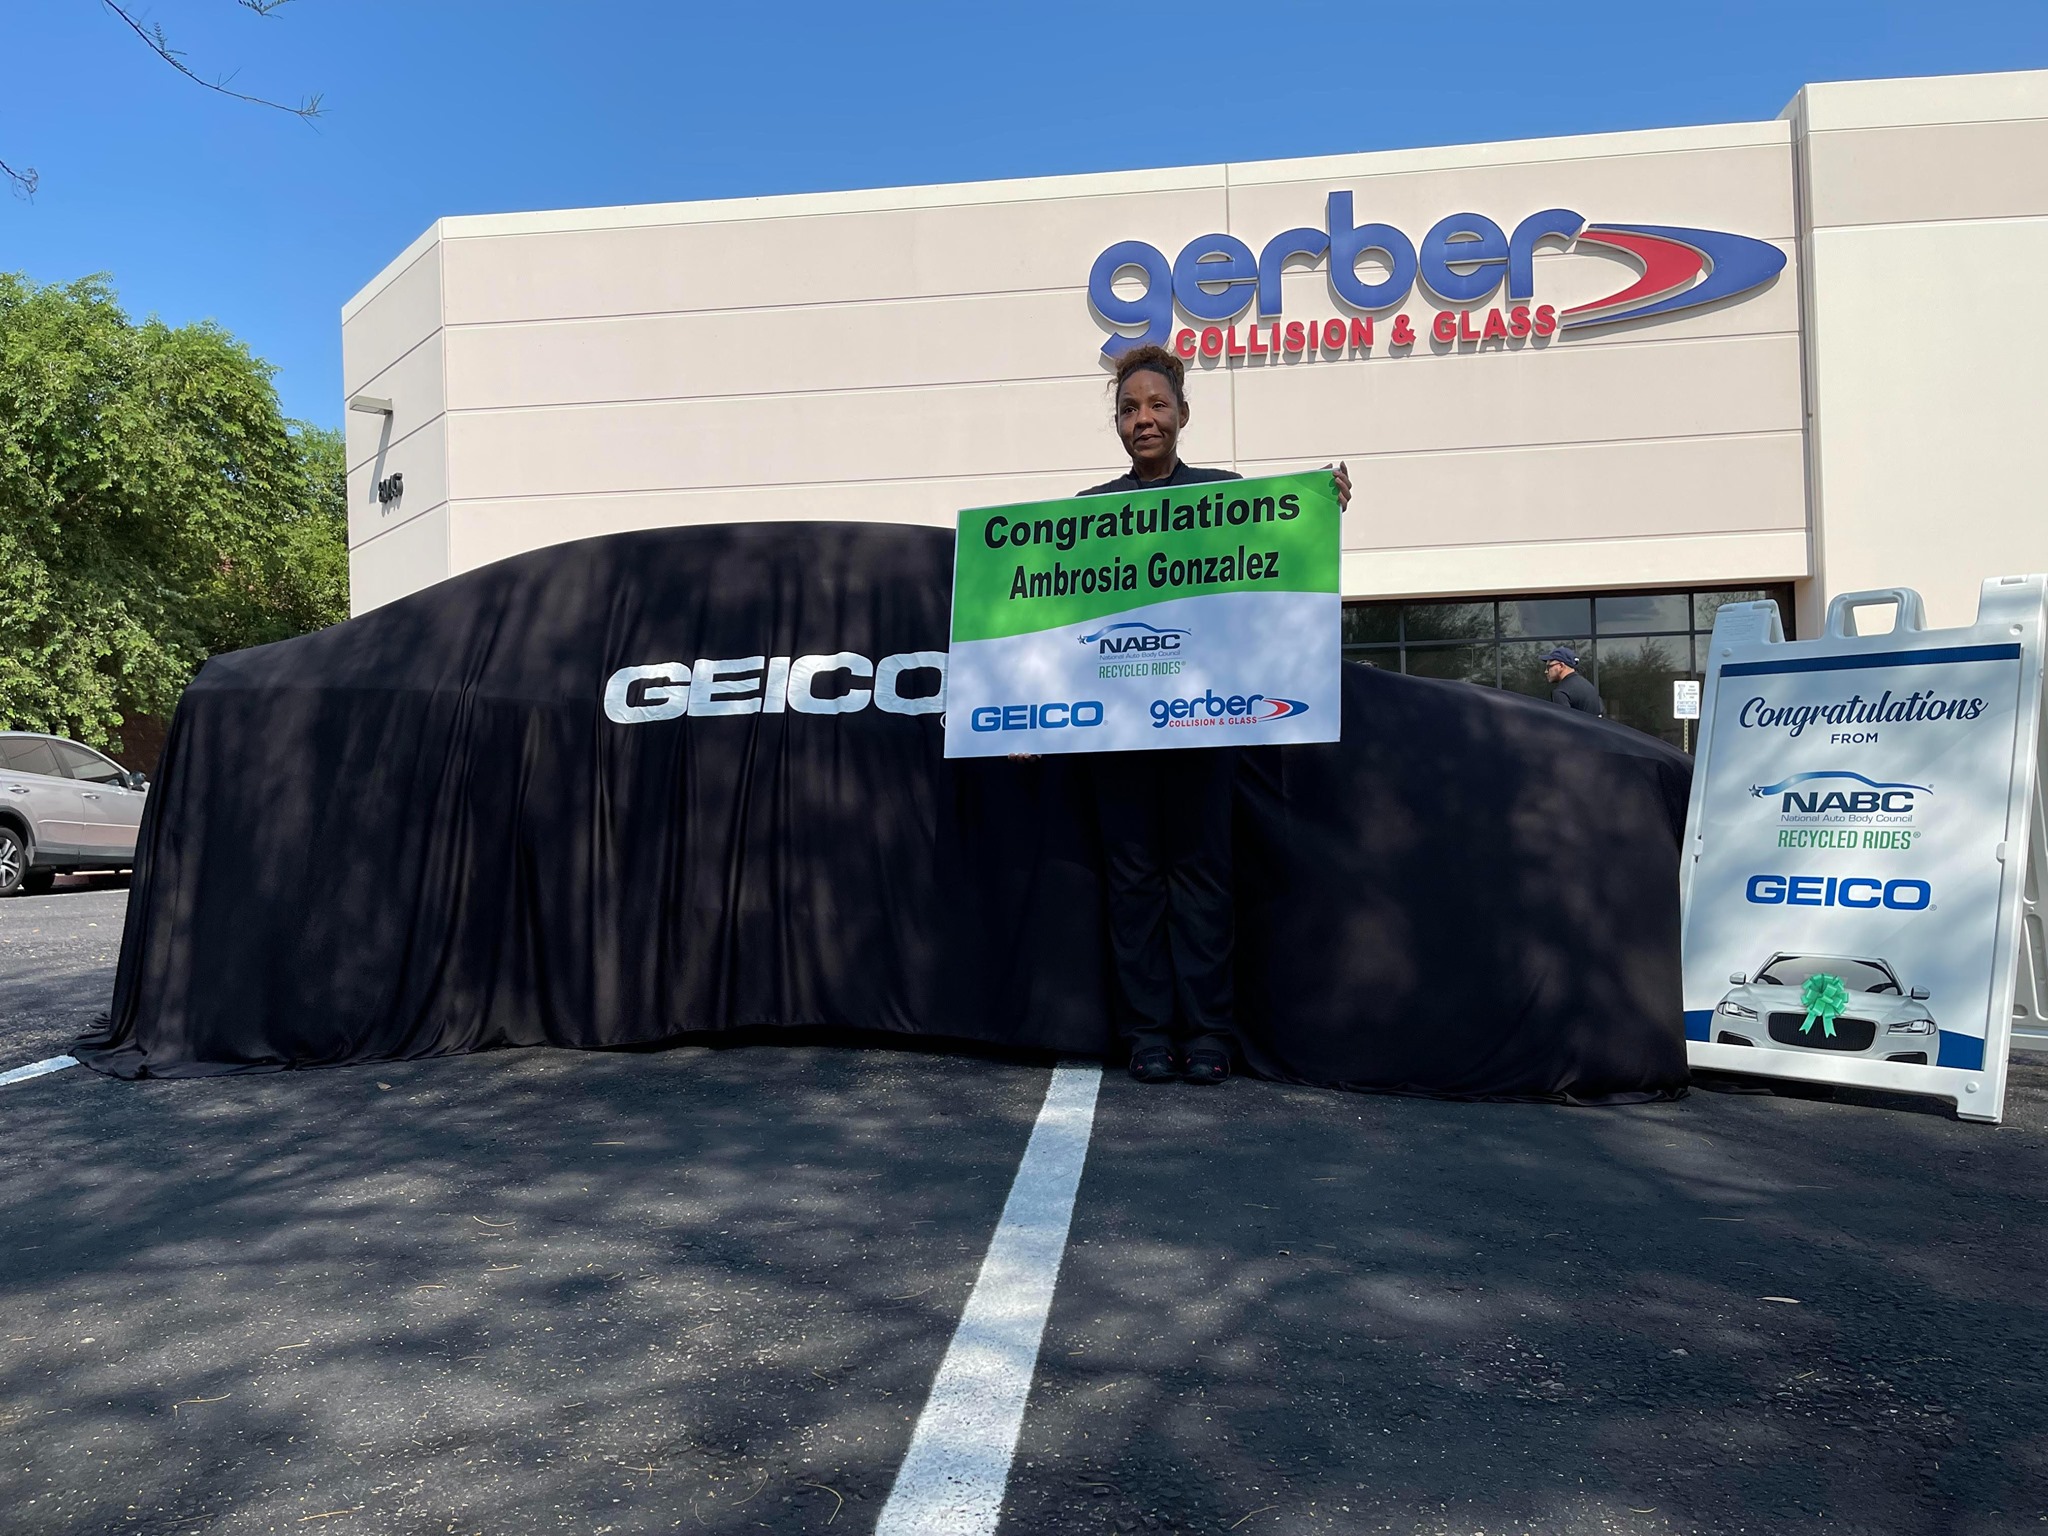 gerber
COLLISION & GLASS
GEICO
Congratulations
Ambrosia Gonzalez
NABC
National Auto Body Council
RECYCLED RIDES®
GEICO
gerber
COLLISION & GLASS
Congratulations
FROM
NABC
National Auto Body Council
RECYCLED RIDES®
GEICO